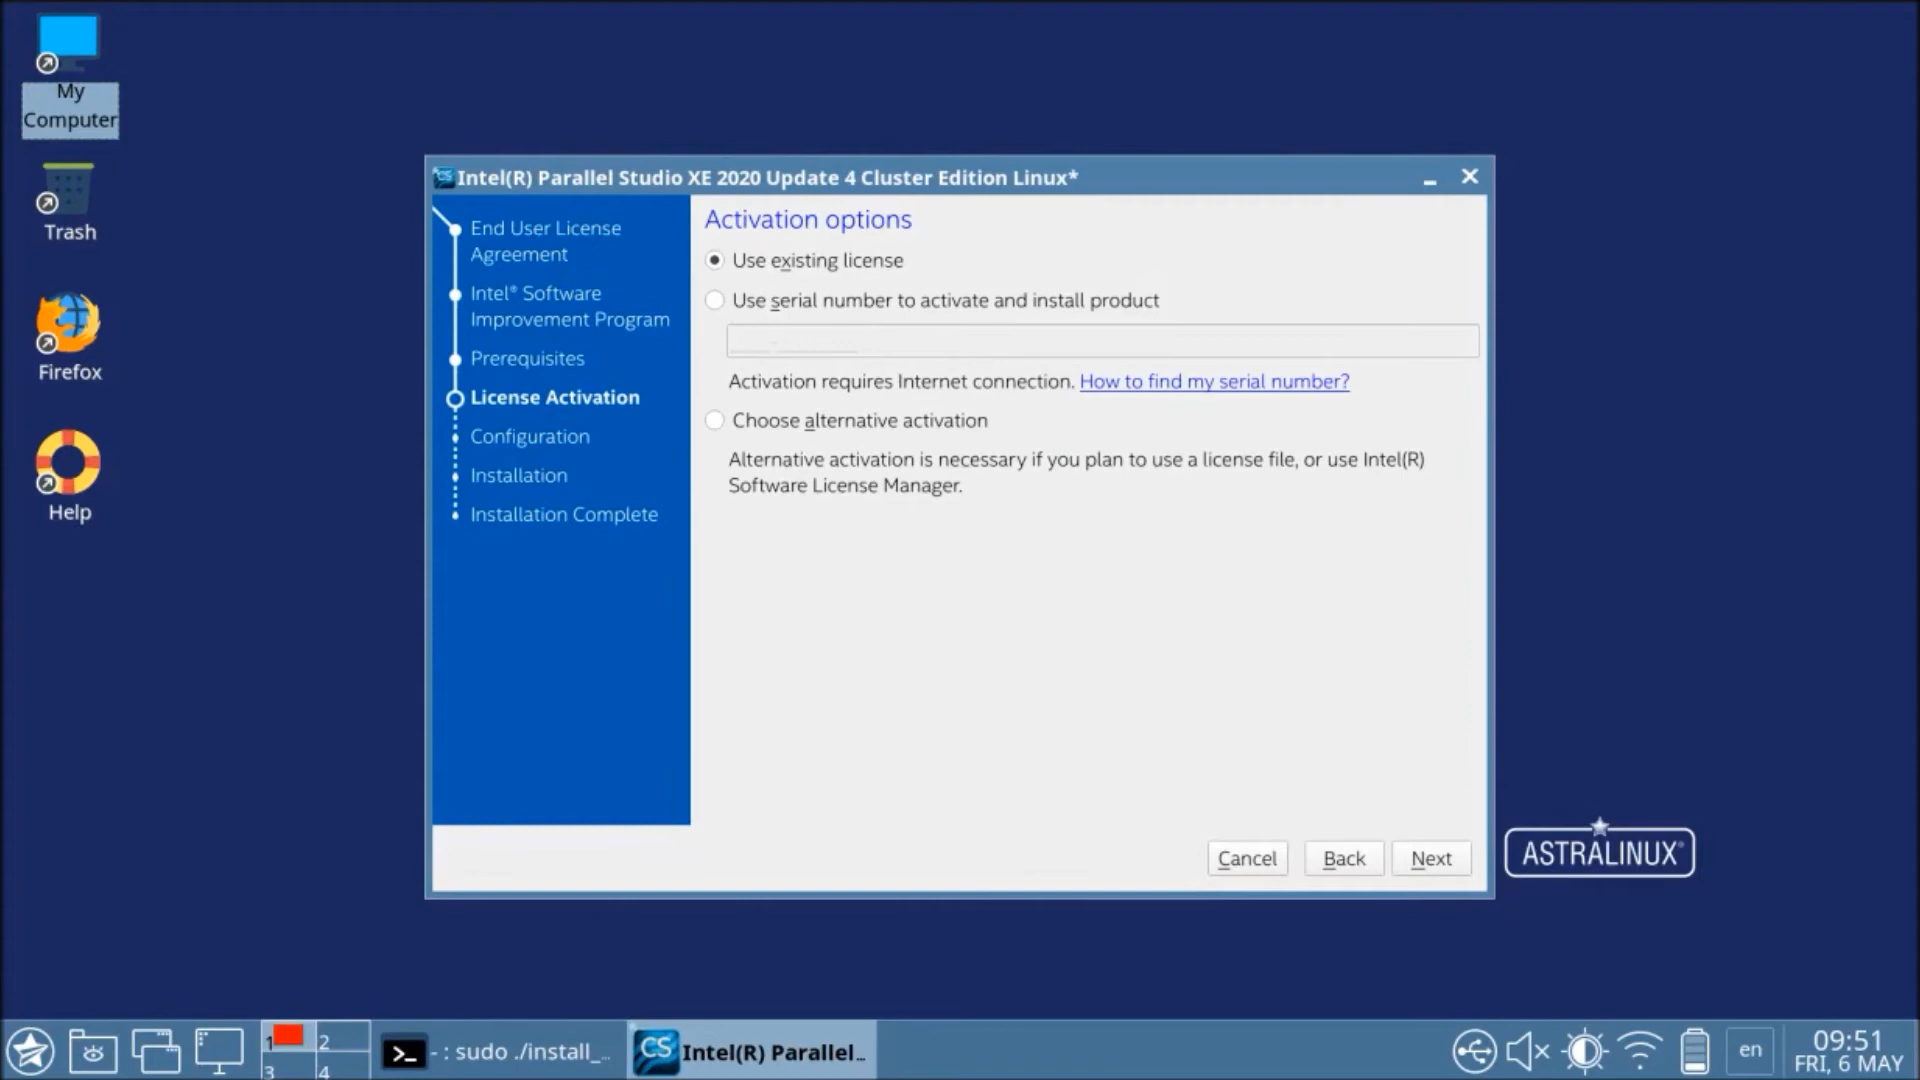 My
Computer
Trash
Firefox
Help
CS Intel(R) Parallel Studio XE 2020 Update 4 Cluster Edition Linux*
End User License
Agreement
Intel® Software
Improvement Program
Prerequisites
License Activation
Configuration
Installation
Installation Complete
Activation options
Use existing license
Use serial number to activate and install product
Activation requires Internet connection. How to find my serial number?
Choose alternative activation
Alternative activation is necessary if you plan to use a license file, or use Intel(R)
Software License Manager.
Cancel
Back
Next
ASTRALINUX®
1
2
3
4
- : sudo ./install_...
CS Intel(R) Parallel...
en
09:51
FRI, 6 MAY